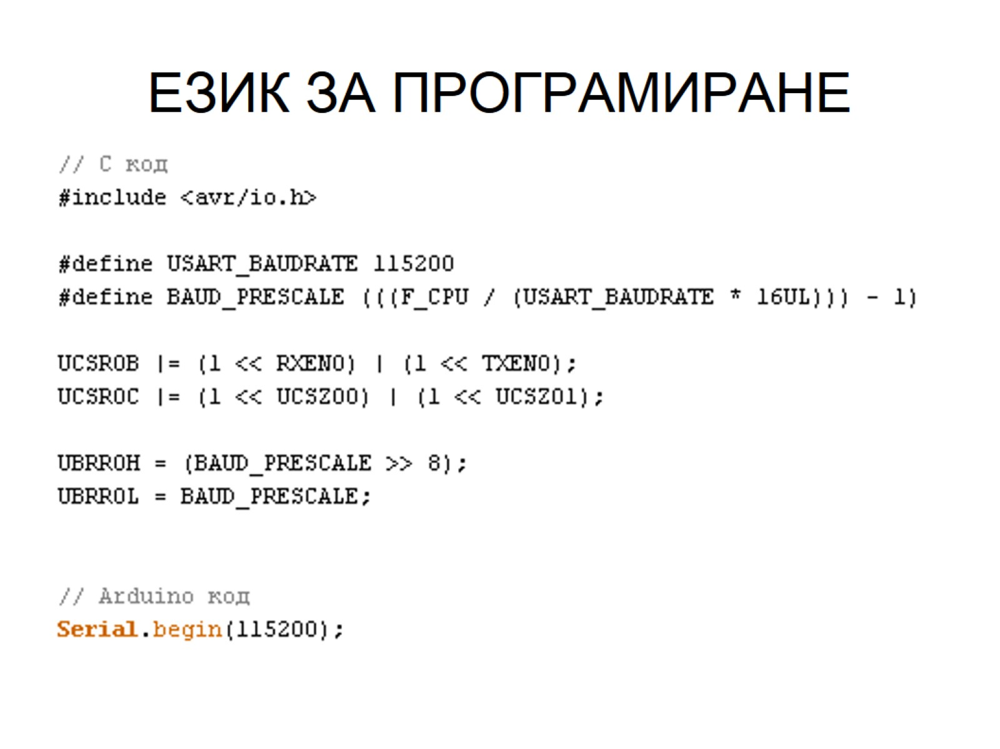 ЕЗИК ЗА ПРОГРАМИРАНЕ
// C код
#include <avr/io.h>
#define USART_BAUDRATE 115200
#define BAUD_PRESCALE (((F_CPU / (USART_BAUDRATE * 16UL))) - 1)
UCSR0B |= (1 << RXEN0) | (1 << TXEN0);
UCSR0C |= (1 << UCSZ00) | (1 << UCSZ01);
UBRR0H = (BAUD_PRESCALE >> 8);
UBRR0L = BAUD_PRESCALE;
// Arduino код
Serial.begin(115200);